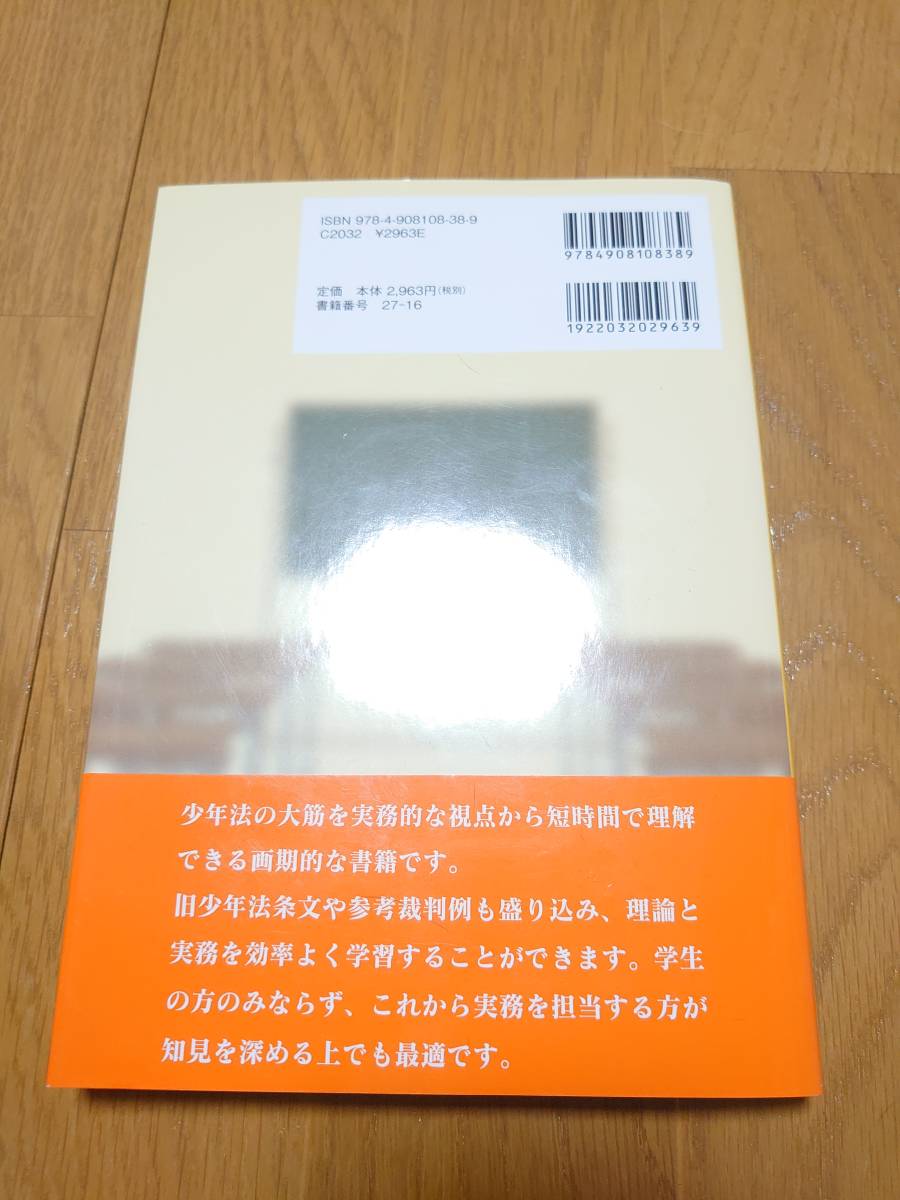 ISBN 978-4-908108-38-9
C2032 ¥2963E
9784908108389
定価 本体 2,963円(税別)
書籍番号 27-16
1922032029639
少年法の大筋を実務的な視点から短時間で理解
できる画期的な書籍です。
旧少年法条文や参考裁判例も盛り込み、理論と
実務を効率よく学習することができます。学生
の方のみならず、これから実務を担当する方が
知見を深める上でも最適です。